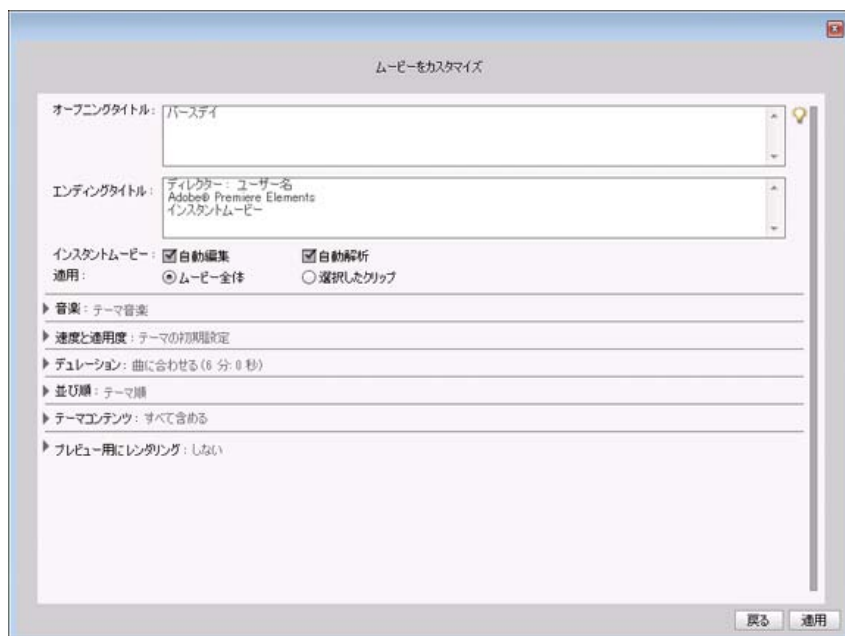 ムービーをカスタマイズ
オープニングタイトル： バースデイ
エンディングタイトル： ディレクター： ユーザー名
Adobe® Premiere Elements
インスタントムービー
インスタントムービー： 自動編集 自動解析
適用： ムービー全体 選択したクリップ
音楽：テーマ音楽
速度と適用度：テーマの初期設定
デュレーション：曲に合わせる（6 分：0 秒）
並び順：テーマ順
テーマコンテンツ：すべて含める
プレビュー用にレンダリング：しない
戻る 適用